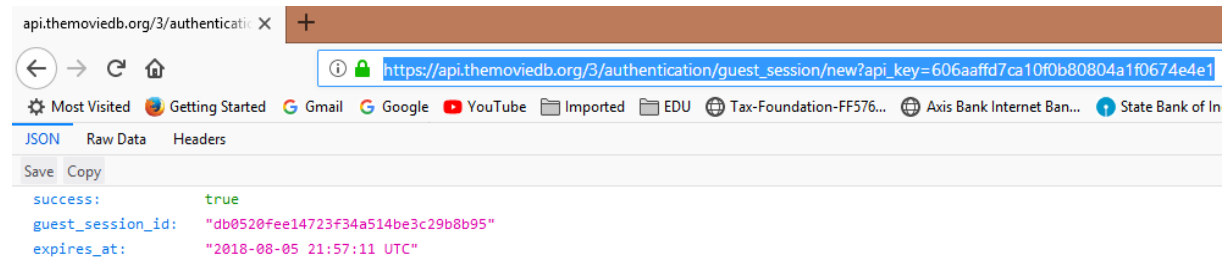 api.themoviedb.org/3/authenticatic
https://api.themoviedb.org/3/authentication/guest_session/new?api_key=606aaffd7ca10f0b80804a1f0674e4e1
Most Visited Getting Started Gmail Google YouTube Imported EDU Tax-Foundation-FF576... Axis Bank Internet Ban... State Bank of In
JSON Raw Data Headers
Save Copy
success: true
guest_session_id: "db0520fee14723f34a514be3c29b8b95"
expires_at: "2018-08-05 21:57:11 UTC"